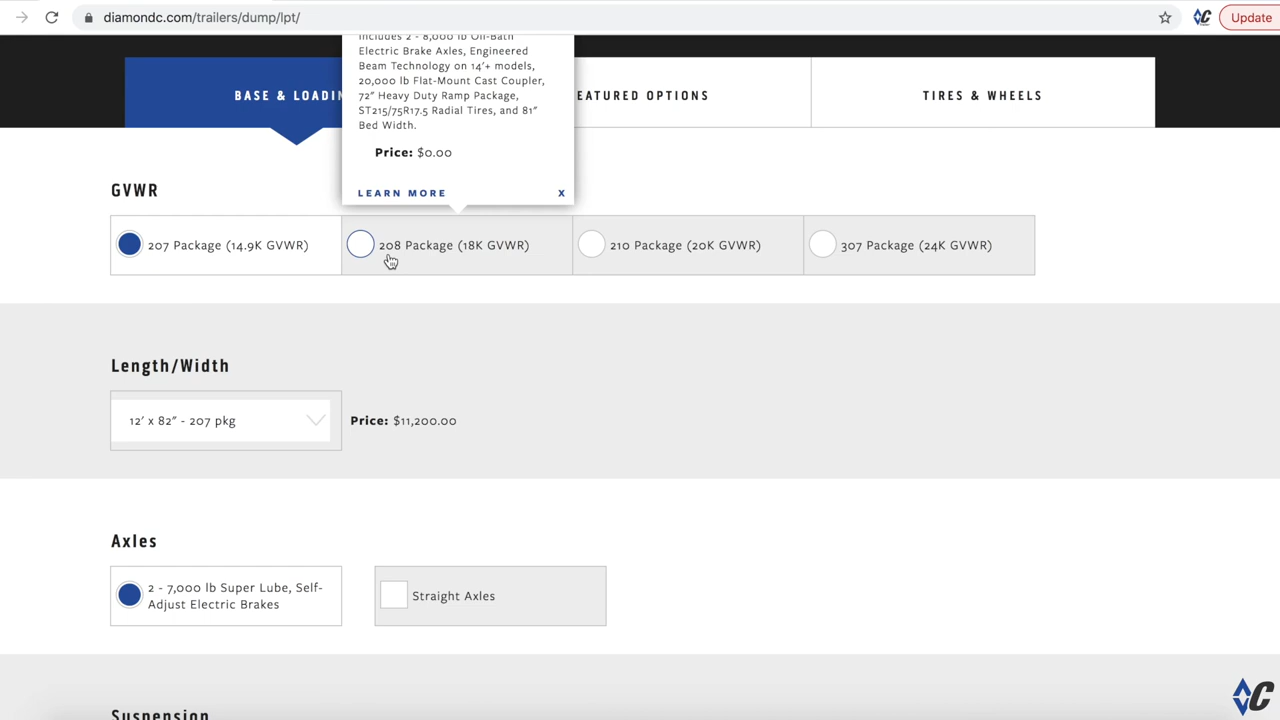 diamondc.com/trailers/dump/lpt/
Update
BASE & LOADIN
EATURED OPTIONS
TIRES & WHEELS
Includes 2 - 8,000 lb Oil-Bath
Electric Brake Axles, Engineered
Beam Technology on 14'+ models,
20,000 lb Flat-Mount Cast Coupler,
72" Heavy Duty Ramp Package,
ST215/75R17.5 Radial Tires, and 81"
Bed Width.
Price: $0.00
LEARN MORE
X
GVWR
207 Package (14.9K GVWR)
208 Package (18K GVWR)
210 Package (20K GVWR)
307 Package (24K GVWR)
Length/Width
12' x 82" - 207 pkg
Price: $11,200.00
Axles
2 - 7,000 lb Super Lube, Self-
Adjust Electric Brakes
Straight Axles
Suspension